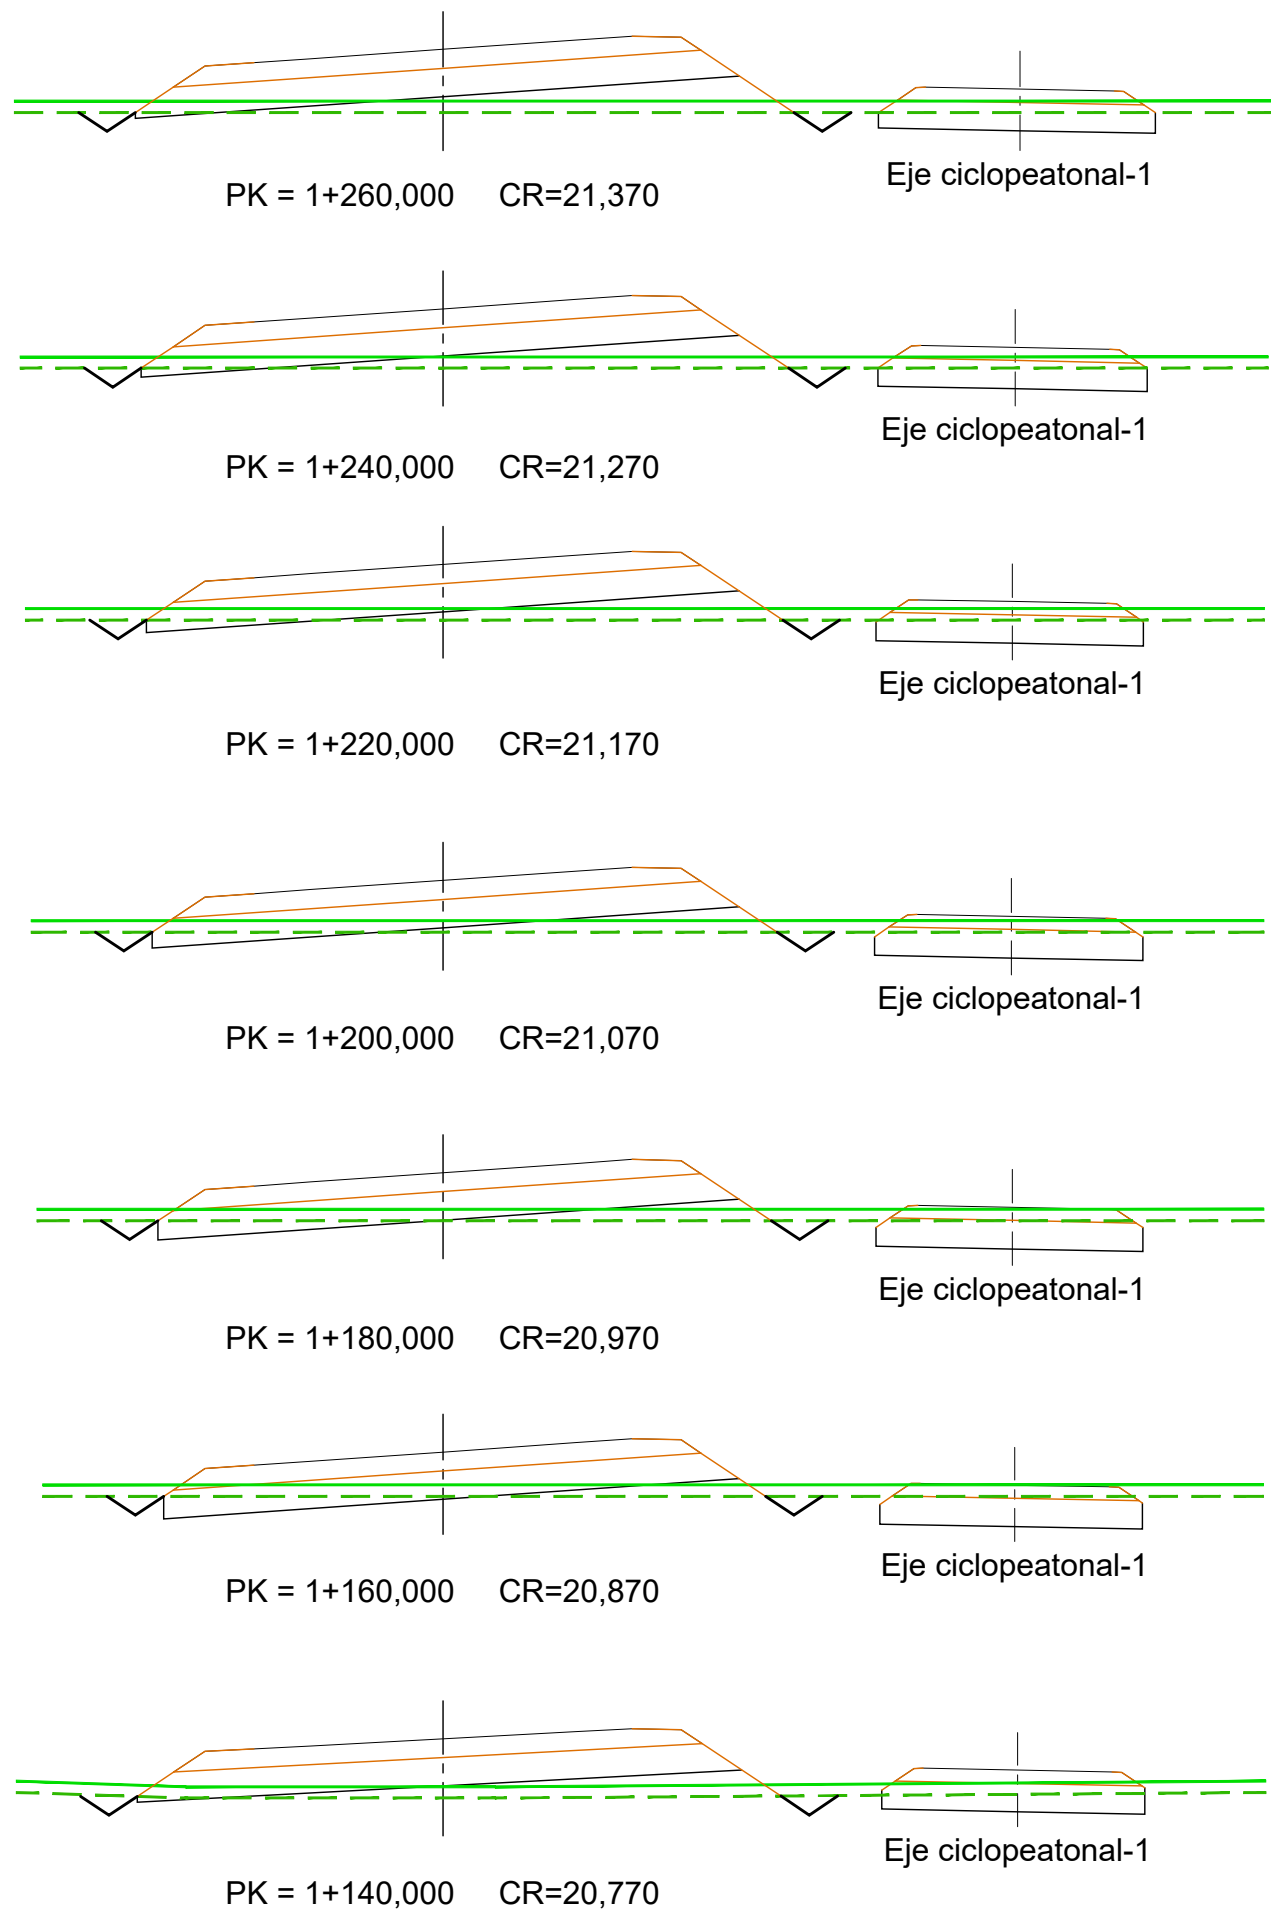 Eje ciclopeatonal-1
PK = 1+260,000 CR=21,370
Eje ciclopeatonal-1
PK = 1+240,000 CR=21,270
Eje ciclopeatonal-1
PK = 1+220,000 CR=21,170
Eje ciclopeatonal-1
PK = 1+200,000 CR=21,070
Eje ciclopeatonal-1
PK = 1+180,000 CR=20,970
Eje ciclopeatonal-1
PK = 1+160,000 CR=20,870
Eje ciclopeatonal-1
PK = 1+140,000 CR=20,770